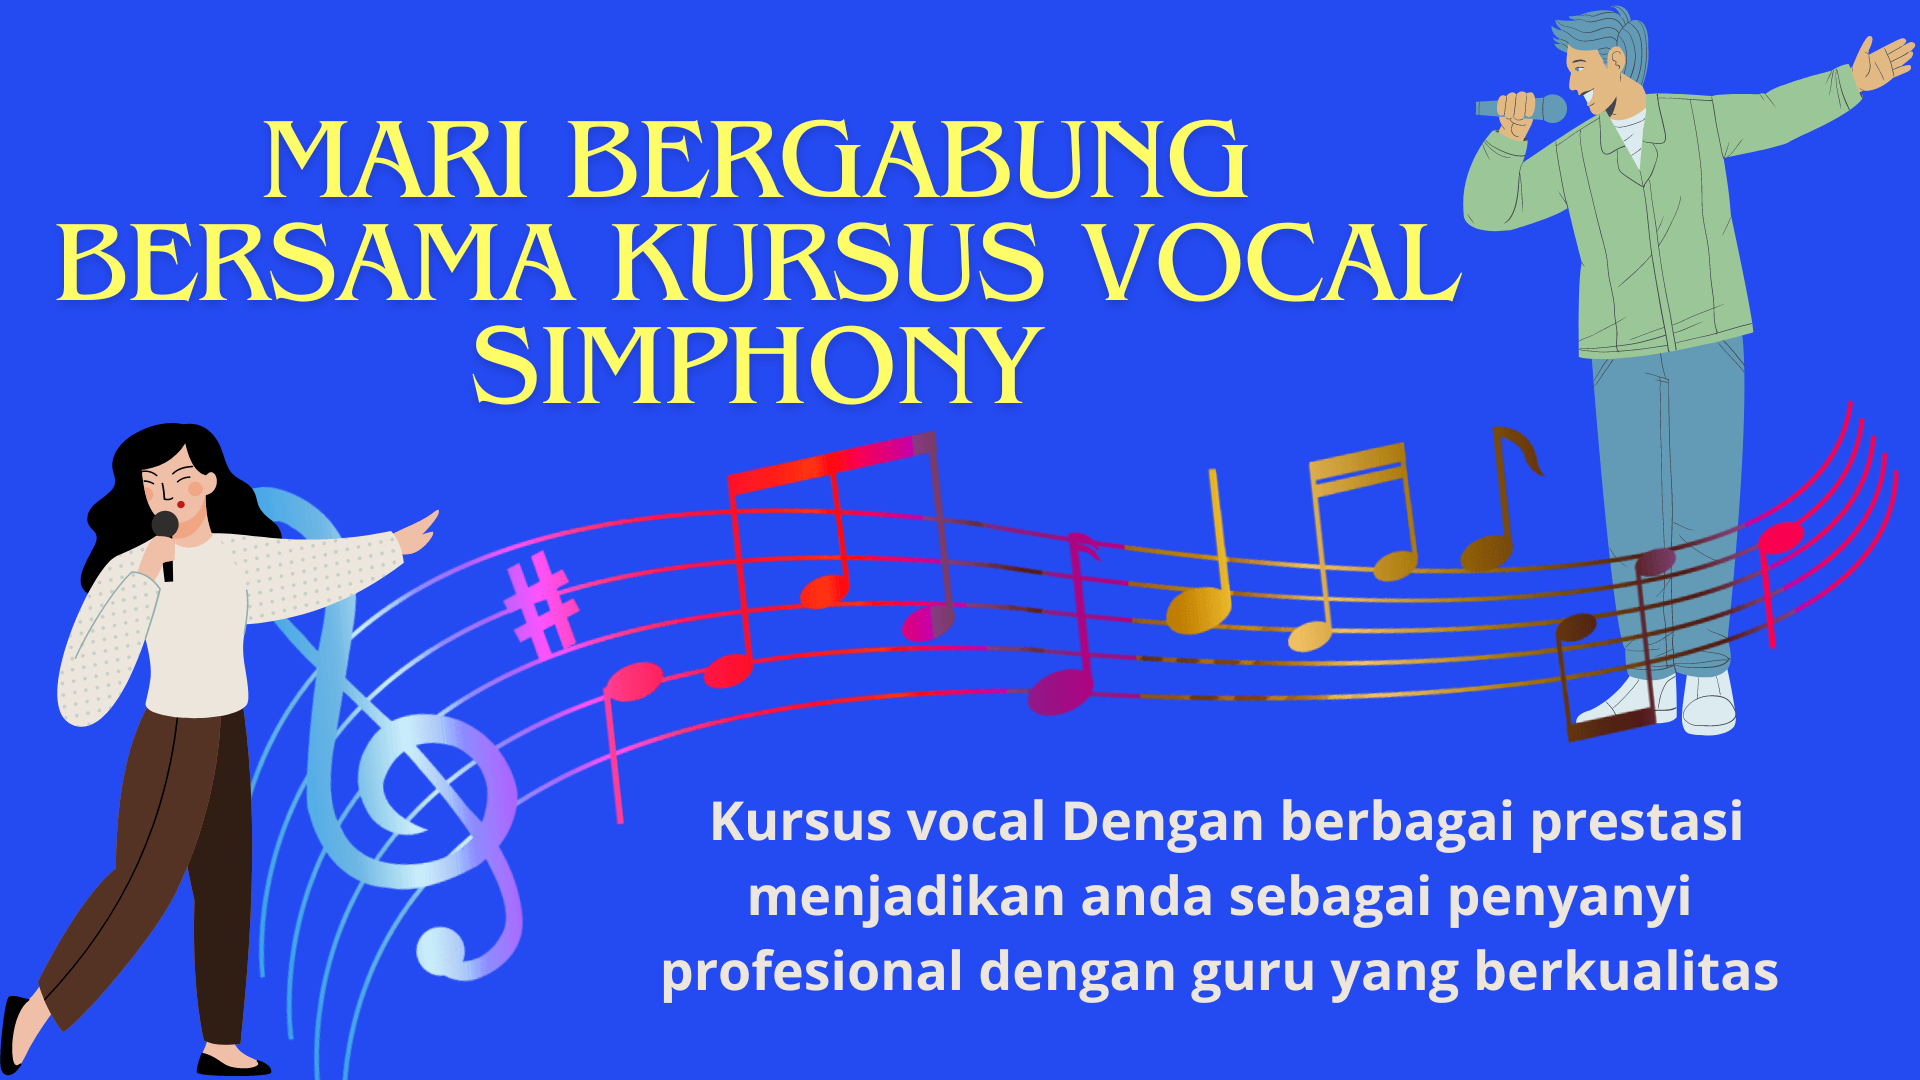 MARI BERGABUNG
BERSAMA KURSUS VOCAL
SIMPHONY
Kursus vocal Dengan berbagai prestasi
menjadikan anda sebagai penyanyi
profesional dengan guru yang berkualitas